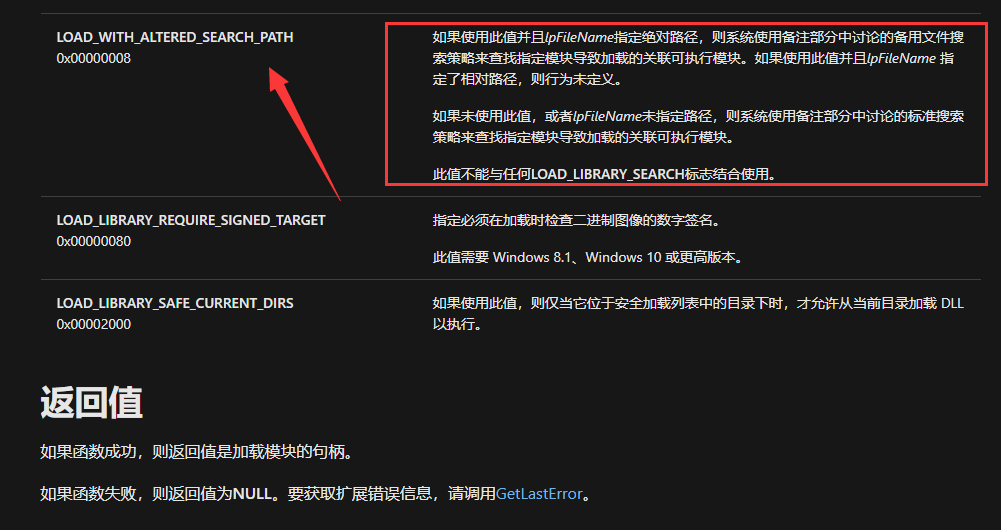 LOAD_WITH_ALTERED_SEARCH_PATH
0x00000008
如果使用此值并且lpFileName指定绝对路径，则系统使用备注部分中讨论的备用文件搜
索策略来查找指定模块导致加载的关联可执行模块。如果使用此值并且lpFileName 指
定了相对路径，则行为未定义。
如果未使用此值，或者lpFileName未指定路径，则系统使用备注部分中讨论的标准搜索
策略来查找指定模块导致加载的关联可执行模块。
此值不能与任何LOAD_LIBRARY_SEARCH标志结合使用。
LOAD_LIBRARY_REQUIRE_SIGNED_TARGET
0x00000080
指定必须在加载时检查二进制图像的数字签名。
此值需要 Windows 8.1、Windows 10 或更高版本。
LOAD_LIBRARY_SAFE_CURRENT_DIRS
0x00002000
如果使用此值，则仅当它位于安全加载列表中的目录下时，才允许从当前目录加载 DLL
以执行。
返回值
如果函数成功，则返回值是加载模块的句柄。
如果函数失败，则返回值为NULL。要获取扩展错误信息，请调用GetLastError。